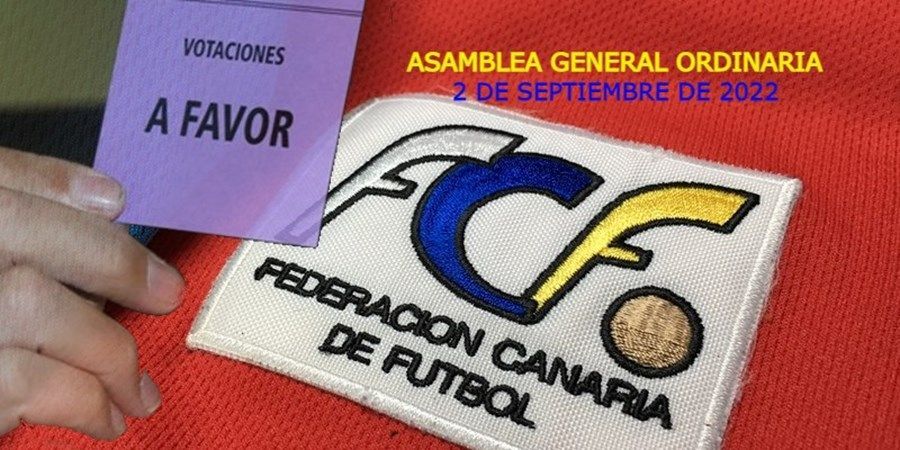 VOTACIONES
A FAVOR
ASAMBLEA GENERAL ORDINARIA
2 DE SEPTIEMBRE DE 2022
FCF
FEDERACION CANARIA
DE FUTBOL